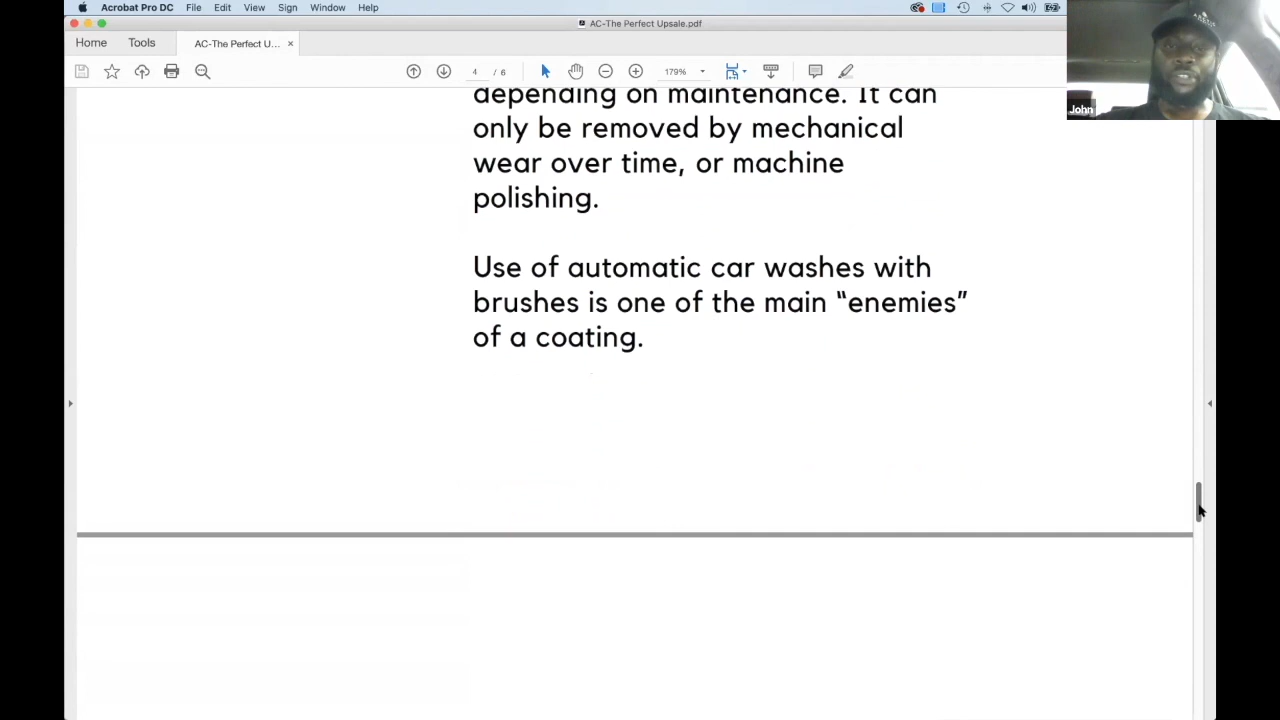 Acrobat Pro DC File Edit View Sign Window Help
AC-The Perfect Upsale.pdf
Home Tools AC-The Perfect U... ×
4 / 6 179%
John
depending on maintenance. It can
only be removed by mechanical
wear over time, or machine
polishing.
Use of automatic car washes with
brushes is one of the main “enemies”
of a coating.